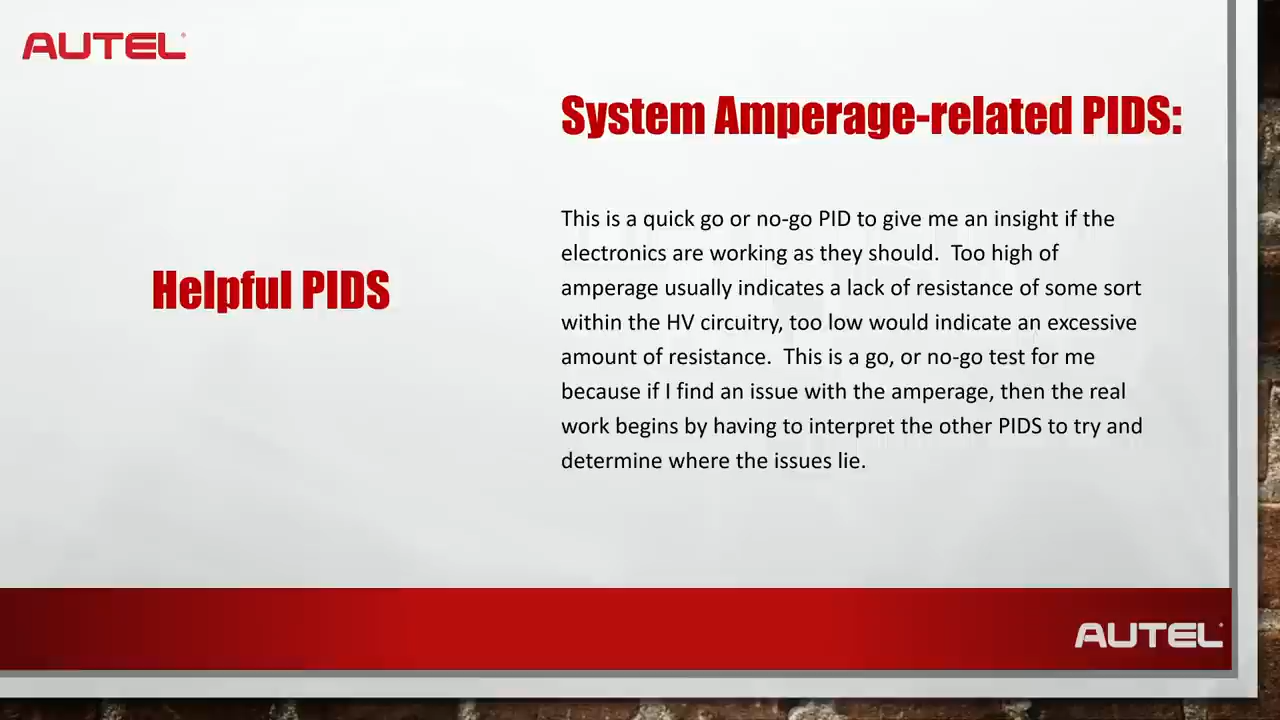 AUTEL
System Amperage-related PIDS:
Helpful PIDS
This is a quick go or no-go PID to give me an insight if the
electronics are working as they should.  Too high of
amperage usually indicates a lack of resistance of some sort
within the HV circuitry, too low would indicate an excessive
amount of resistance.  This is a go, or no-go test for me
because if I find an issue with the amperage, then the real
work begins by having to interpret the other PIDS to try and
determine where the issues lie.
AUTEL